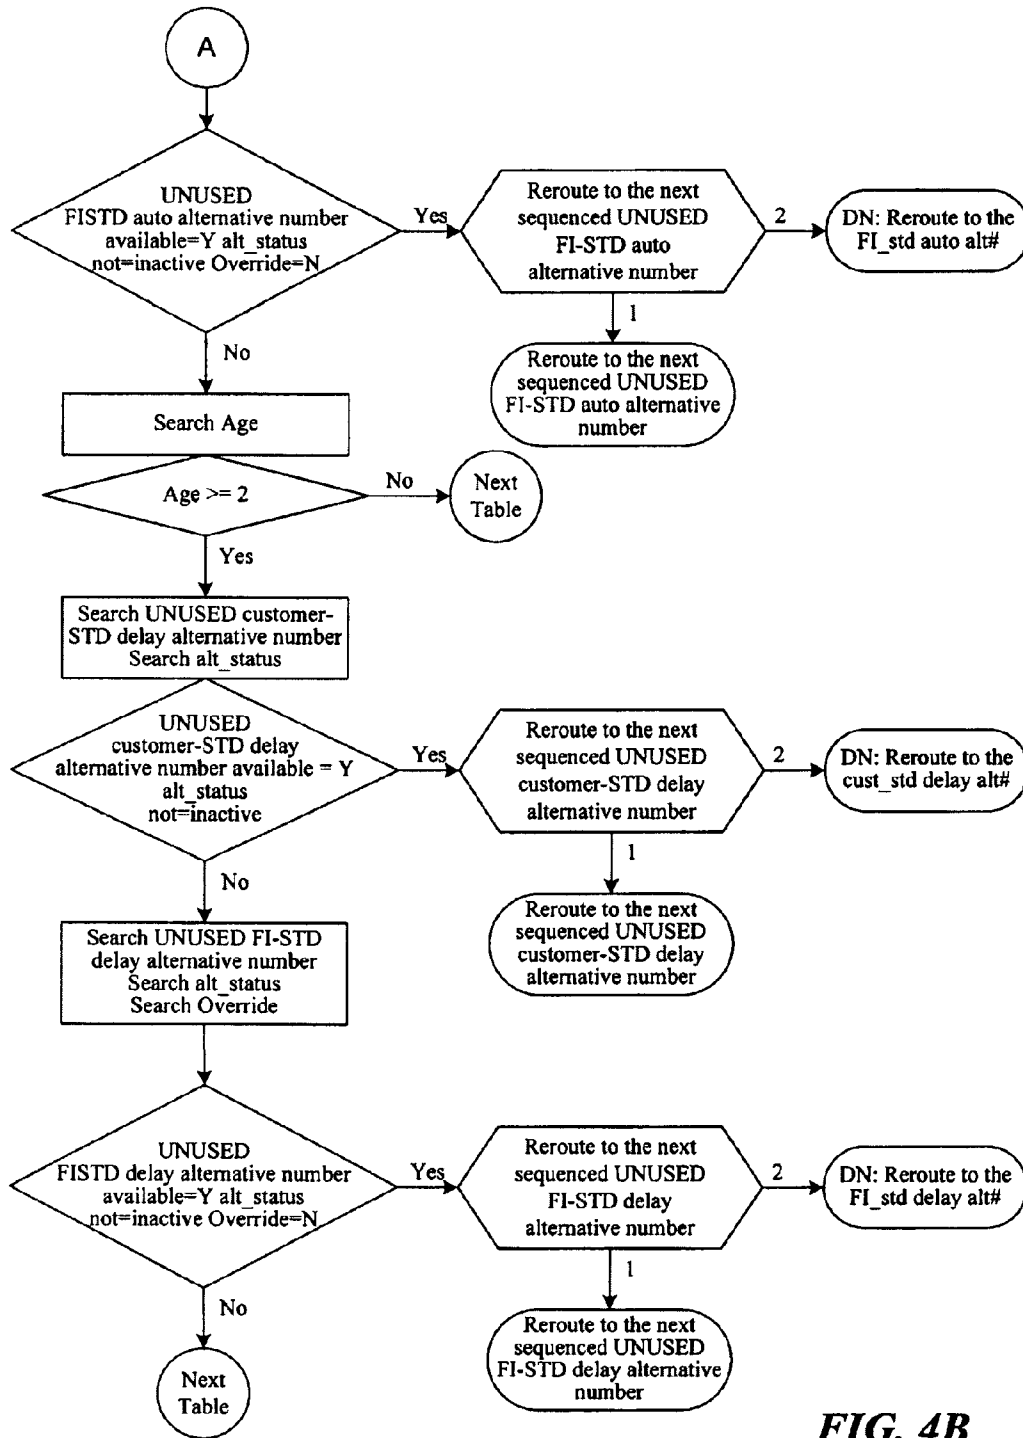 A
UNUSED
FISTD auto alternative number
available=Y alt_status
not=inactive Override=N
Yes
Reroute to the next
sequenced UNUSED
FI-STD auto
alternative number
2
DN: Reroute to the
FI_std auto alt#
1
Reroute to the next
sequenced UNUSED
FI-STD auto alternative
number
No
Search Age
Age >= 2
No
Next
Table
Yes
Search UNUSED customer-
STD delay alternative number
Search alt_status
UNUSED
customer-STD delay
alternative number available = Y
alt_status
not=inactive
Yes
Reroute to the next
sequenced UNUSED
customer-STD delay
alternative number
2
DN: Reroute to the
cust_std delay alt#
1
Reroute to the next
sequenced UNUSED
customer-STD delay
alternative number
No
Search UNUSED FI-STD
delay alternative number
Search alt_status
Search Override
UNUSED
FISTD delay alternative number
available=Y alt_status
not=inactive Override=N
Yes
Reroute to the next
sequenced UNUSED
FI-STD delay
alternative number
2
DN: Reroute to the
FI_std delay alt#
1
Reroute to the next
sequenced UNUSED
FI-STD delay alternative
number
No
Next
Table
FIG. 4B